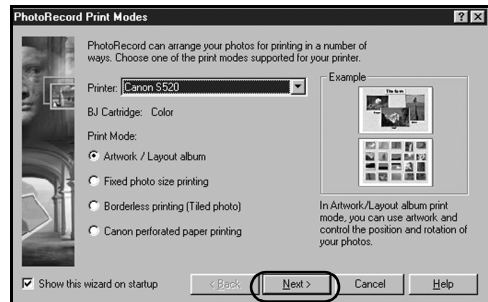 PhotoRecord Print Modes
PhotoRecord can arrange your photos for printing in a number of
ways. Choose one of the print modes supported for your printer.
Printer: Canon S520
BJ Cartridge: Color
Print Mode:
Artwork / Layout album
Fixed photo size printing
Borderless printing (Tiled photo)
Canon perforated paper printing
Example
In Artwork/Layout album print
mode, you can use artwork and
control the position and rotation of
your photos.
Show this wizard on startup
< Back
Next >
Cancel
Help